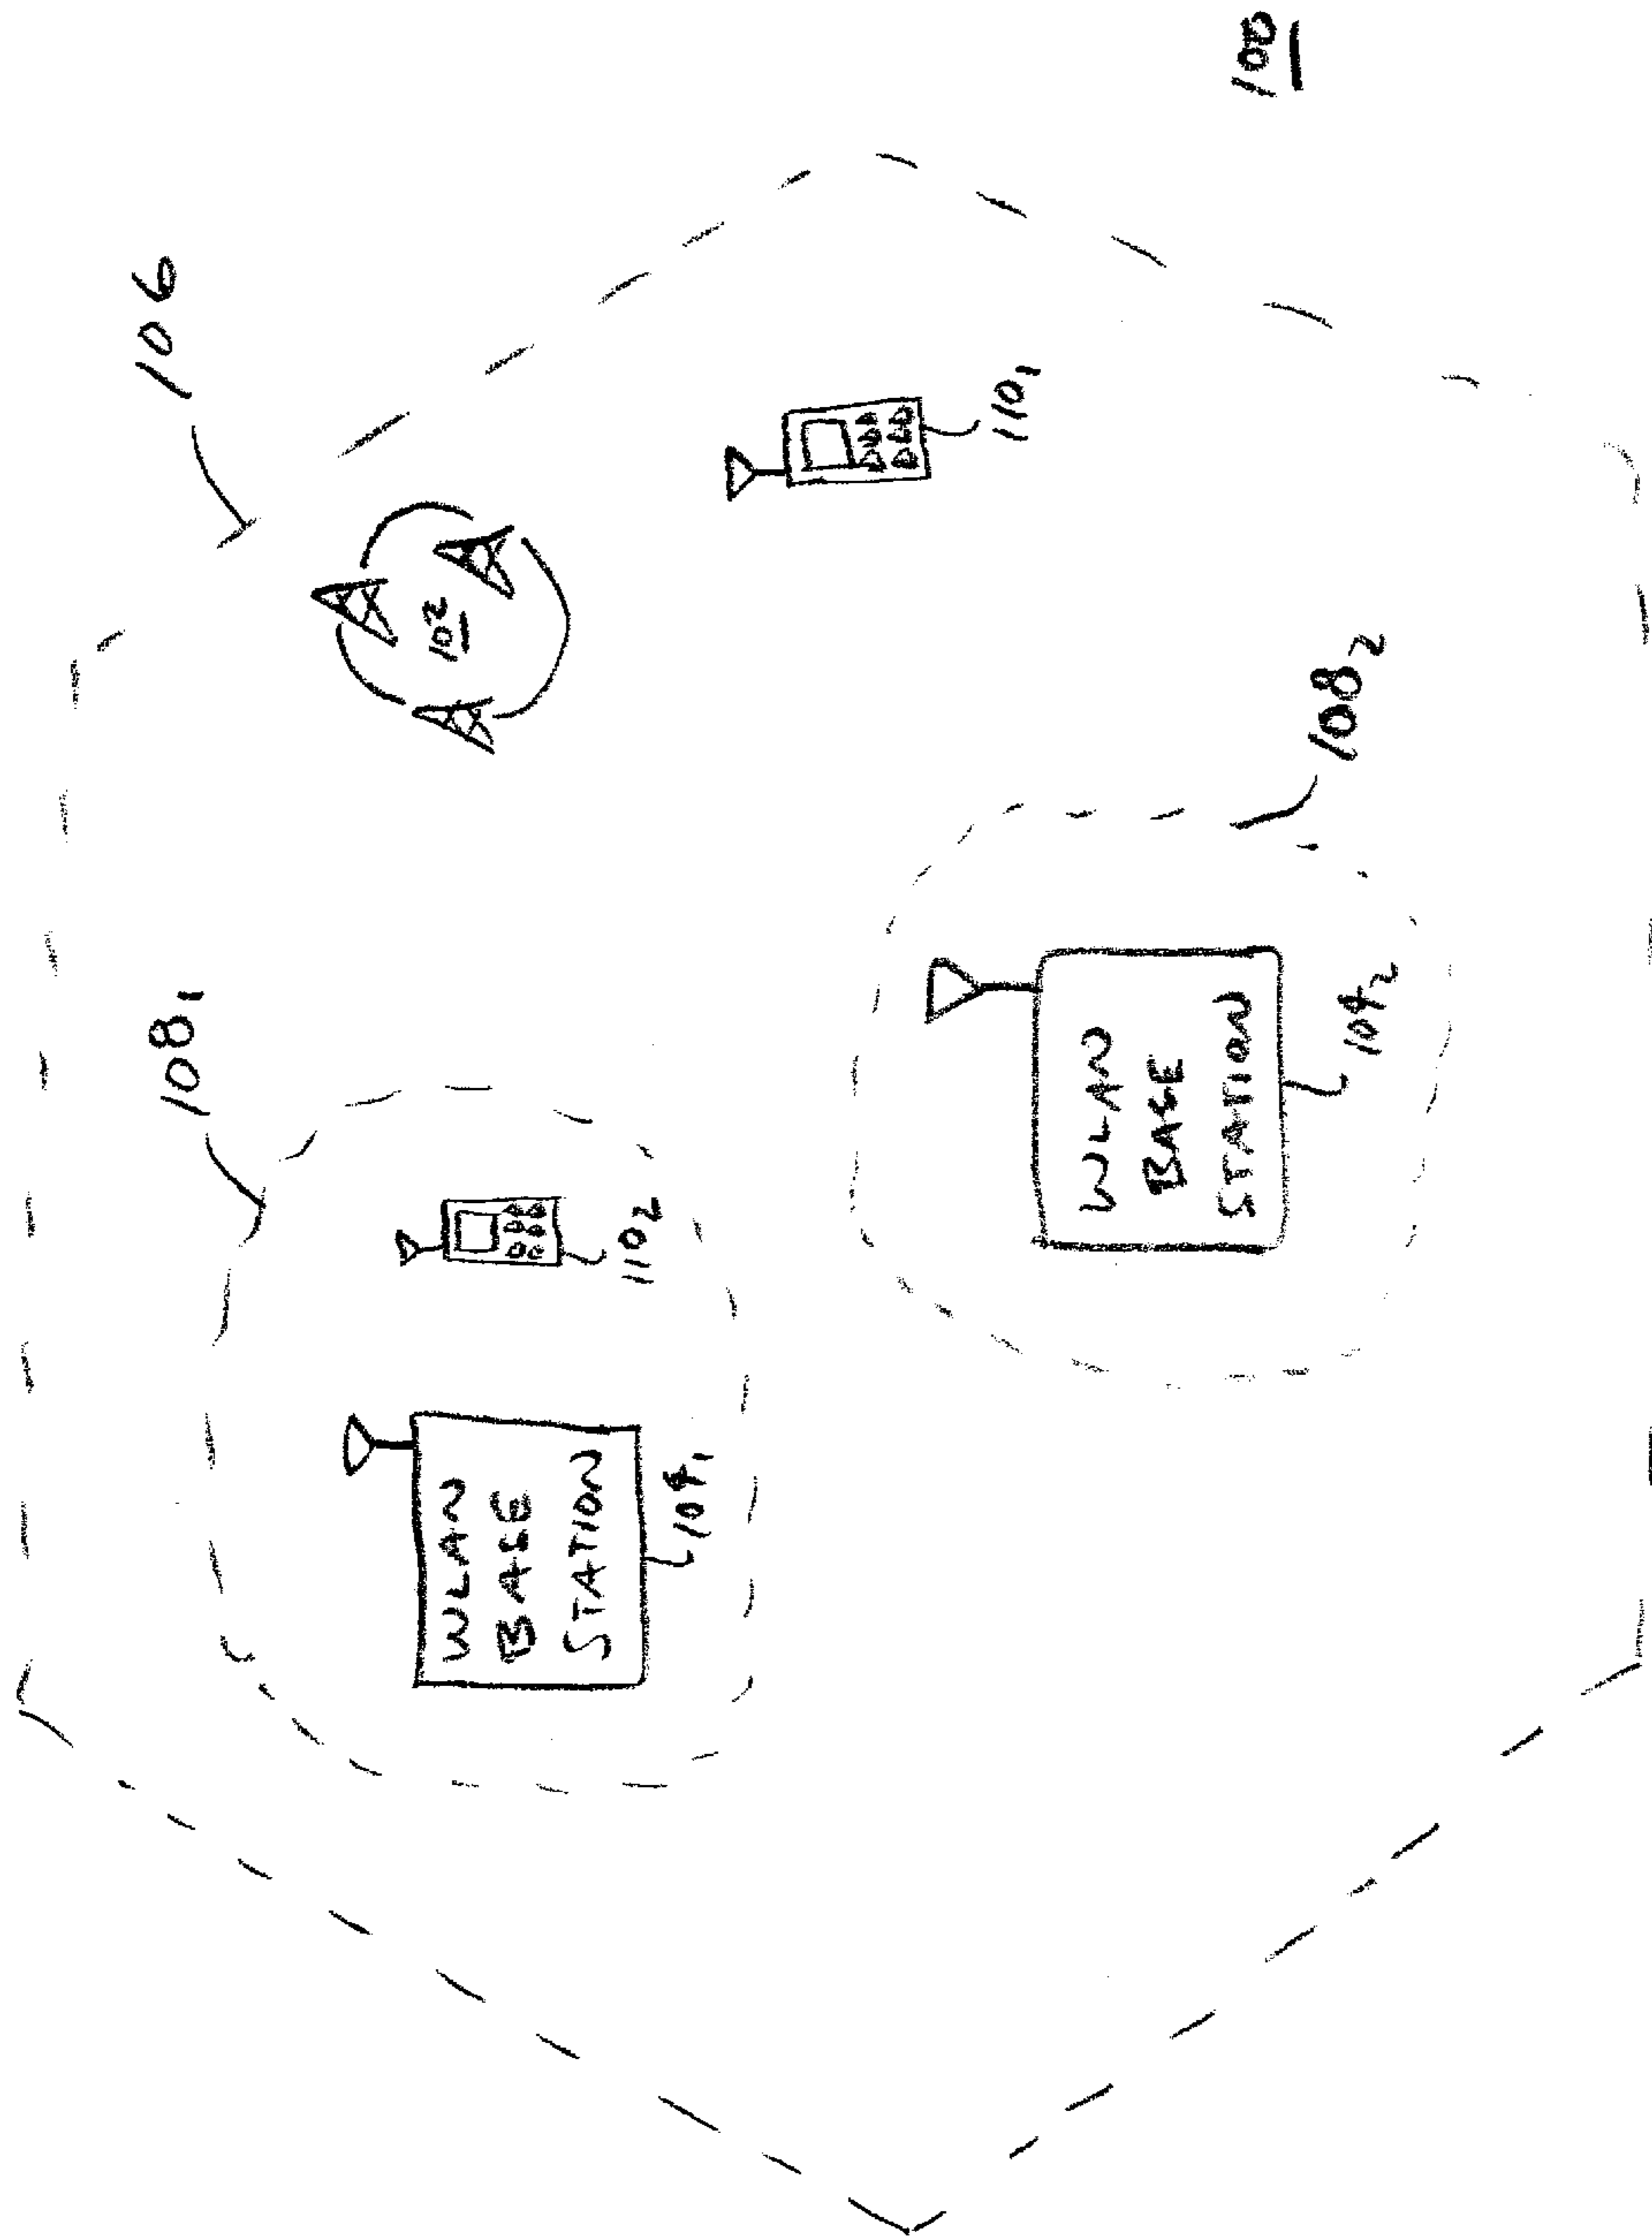 106
102
108₁
110₁
110₂
WLAN
BASE
STATION
104₁
108₂
WLAN
BASE
STATION
104₂
100